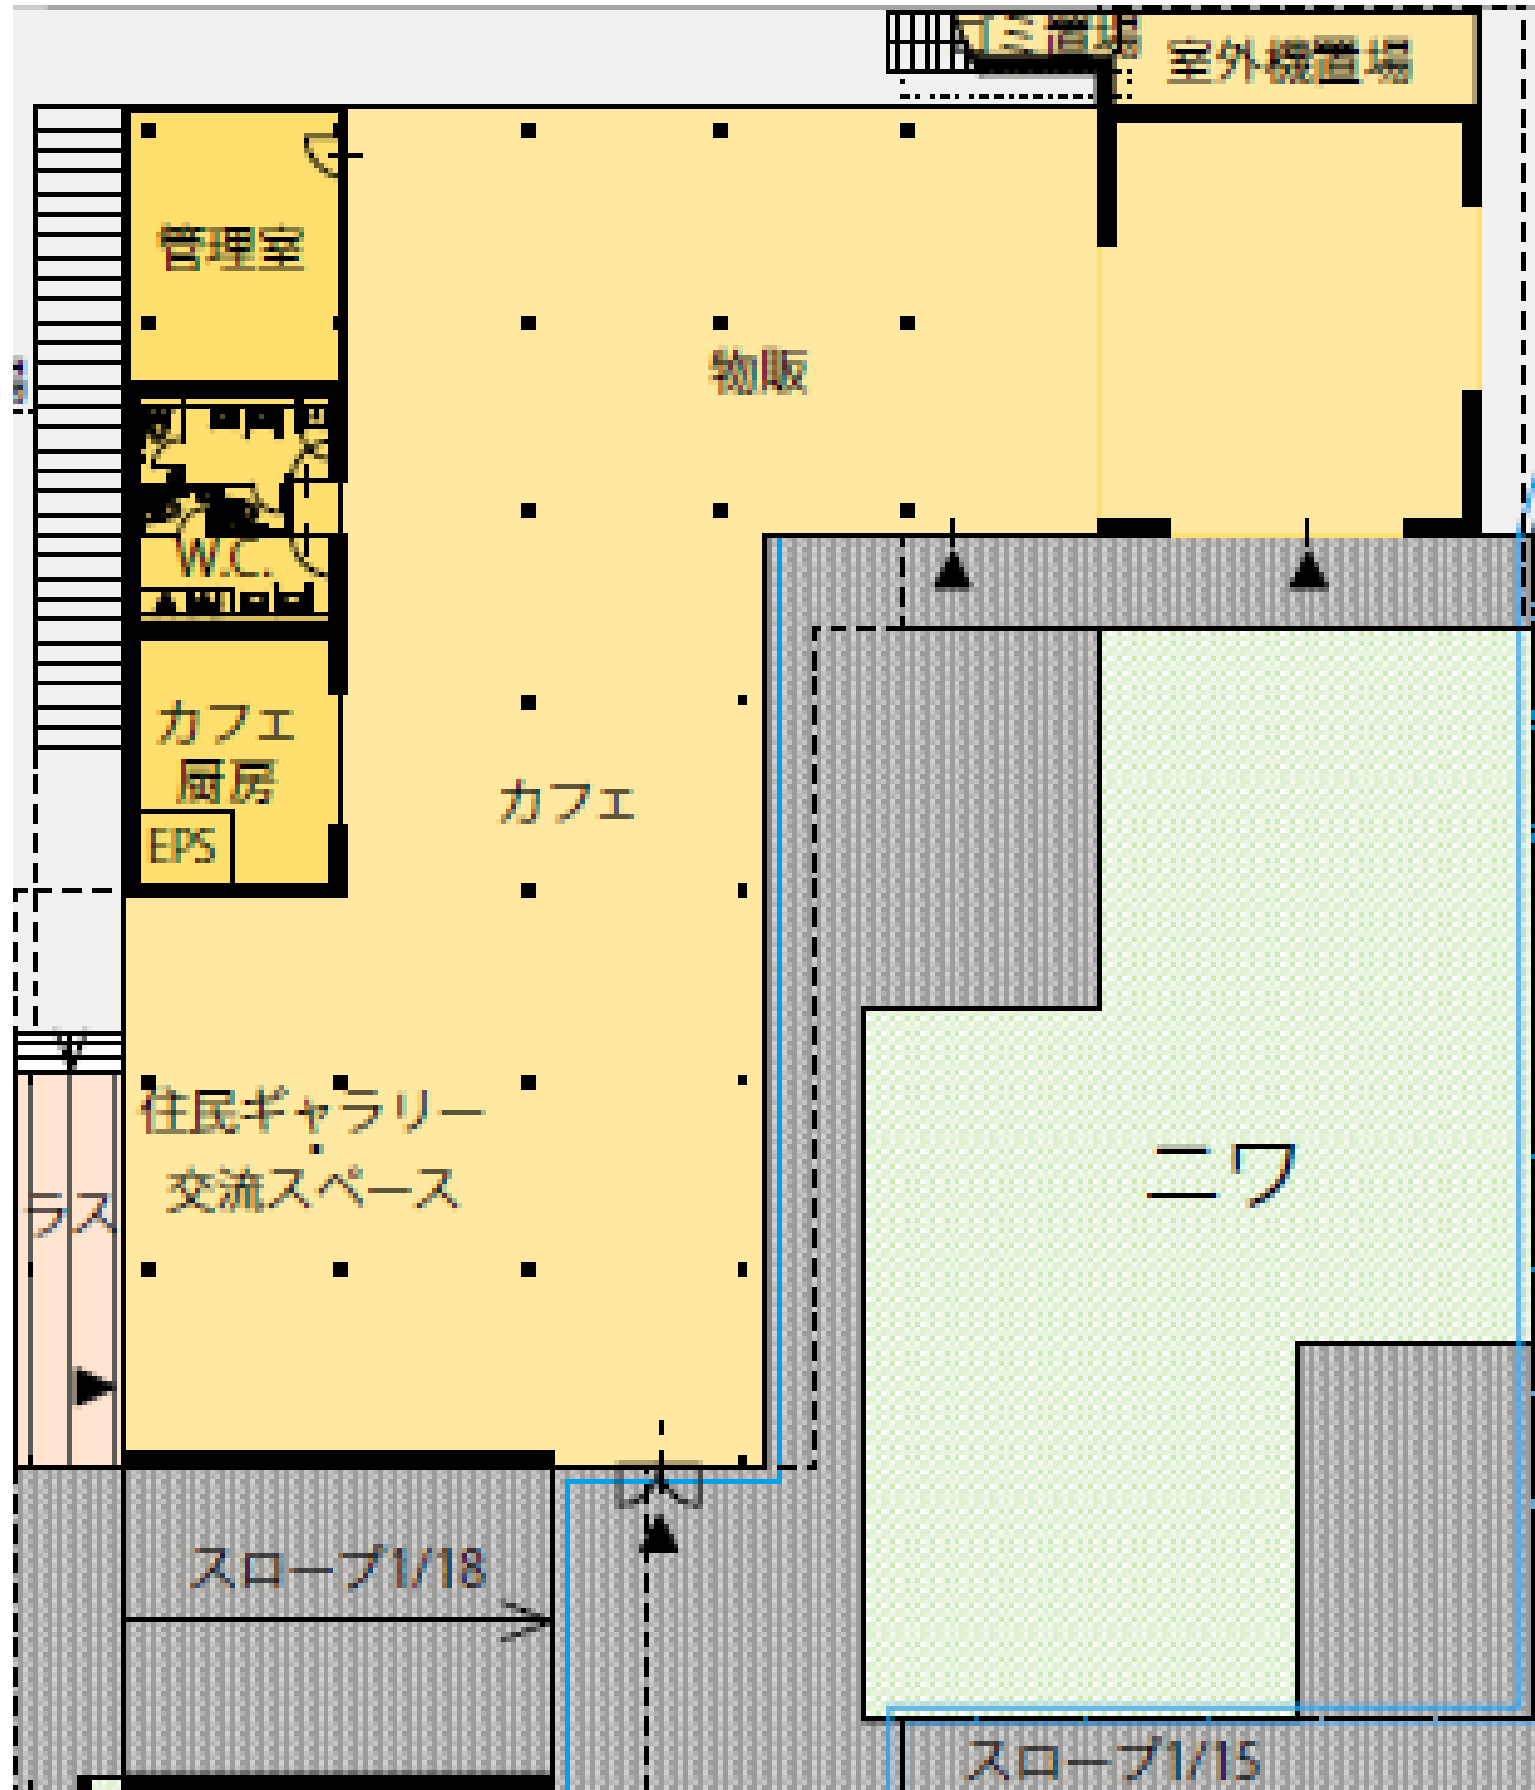 ゴミ置場
室外機置場
管理室
物販
W.C.
カフェ
厨房
EPS
カフェ
住民ギャラリー
・
交流スペース
ラス
ニワ
スロープ1/18
スロープ1/15